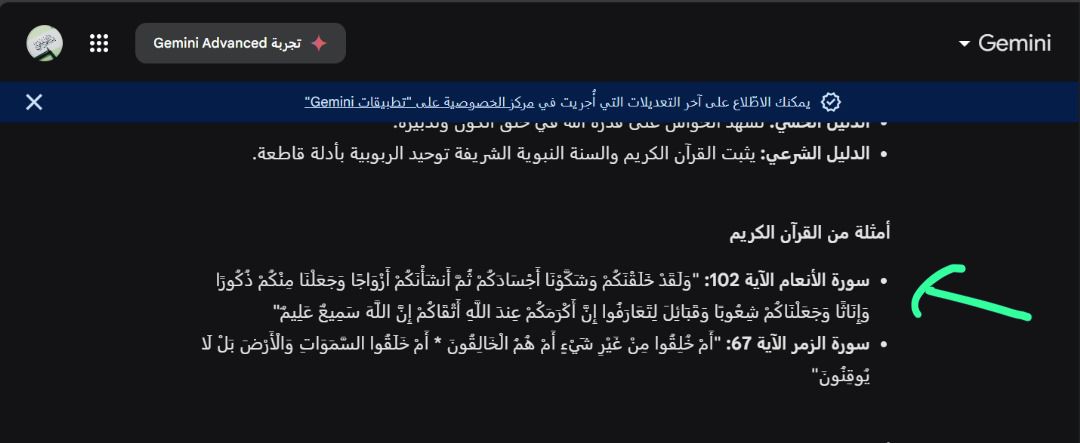 Gemini
تجربة Gemini Advanced
يمكنك الاطّلاع على آخر التعديلات التي أُجريت في مركز الخصوصية على "تطبيقات Gemini"
الدليل الحسي: تشهد الحواس على قدرة الله في خلق الكون وتدبيره.
الدليل الشرعي: يثبت القرآن الكريم والسنة النبوية الشريفة توحيد الربوبية بأدلة قاطعة.
أمثلة من القرآن الكريم
سورة الأنعام الآية 102: "وَلَقَدْ خَلَقْنَكُمْ وَشَكَّوْنَا أَجْسَادَكُمْ ثُمَّ أَنشَأْنَكُمْ أَزْوَاجًا وَجَعَلْنَا مِنْكُمْ ذُكُورًا
وَإِنَاثًا وَجَعَلْنَاكُمْ شِعُوبًا وَقَبَائِلَ لِتَعَارَفُوا إِنَّ أَكْرَمَكُمْ عِندَ اللَّهِ أَتْقَاكُمْ إِنَّ اللَّهَ سَمِيعٌ عَلِيمٌ"
سورة الزمر الآية 67: "أَمْ خُلِقُوا مِنْ غَيْرِ شَيْءٍ أَمْ هُمُ الْخَالِقُونَ * أَمْ خَلَقُوا السَّمَوَاتِ وَالْأَرْضَ بَلْ لَا
يُوقِنُونَ"